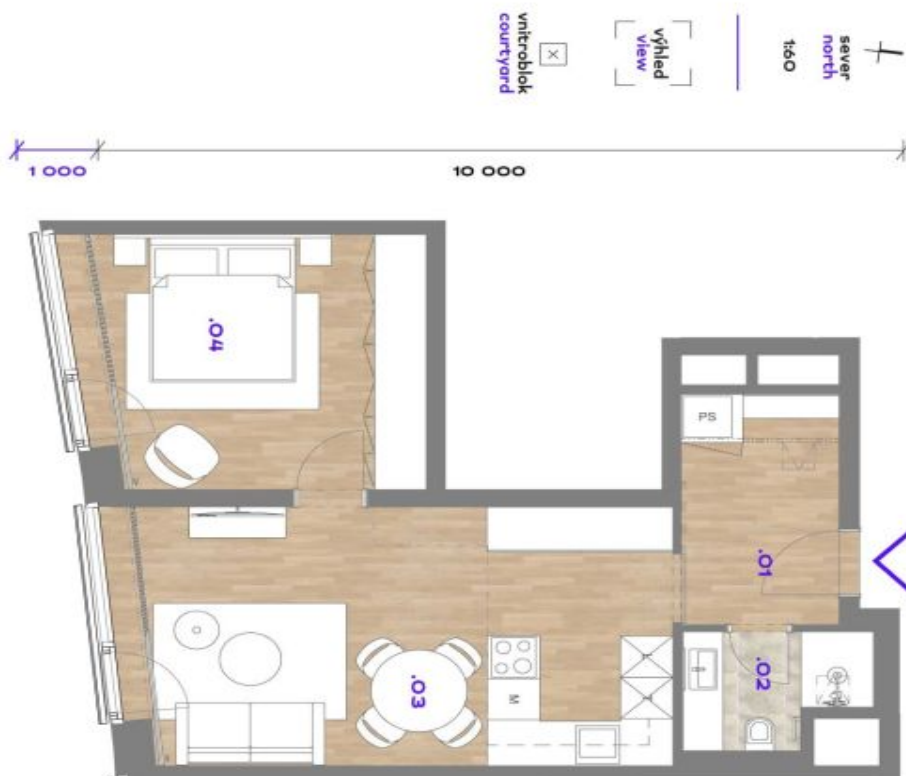 sever
north
1:60
výhled
view
X
vnitroblok
courtyard
1 000
10 000
.04
PS
.01
.02
.03
M